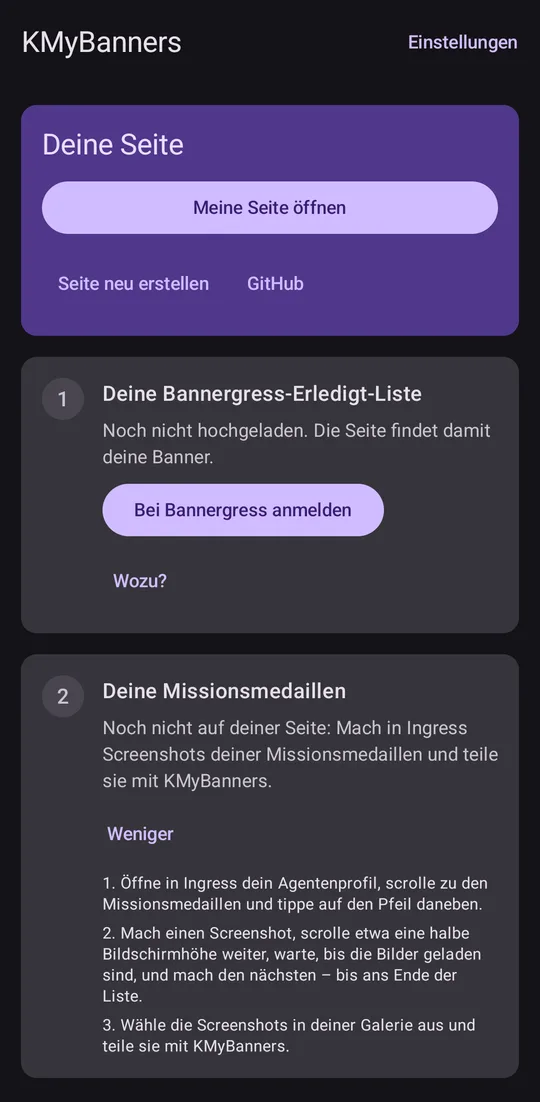 KMyBanners
Einstellungen
Deine Seite
Meine Seite öffnen
Seite neu erstellen
GitHub
1
Deine Bannergress-Erledigt-Liste
Noch nicht hochgeladen. Die Seite findet damit
deine Banner.
Bei Bannergress anmelden
Wozu?
2
Deine Missionsmedaillen
Noch nicht auf deiner Seite: Mach in Ingress
Screenshots deiner Missionsmedaillen und teile
sie mit KMyBanners.
Weniger
1. Öffne in Ingress dein Agentenprofil, scrolle zu den
Missionsmedaillen und tippe auf den Pfeil daneben.
2. Mach einen Screenshot, scrolle etwa eine halbe
Bildschirmhöhe weiter, warte, bis die Bilder geladen
sind, und mach den nächsten – bis ans Ende der
Liste.
3. Wähle die Screenshots in deiner Galerie aus und
teile sie mit KMyBanners.